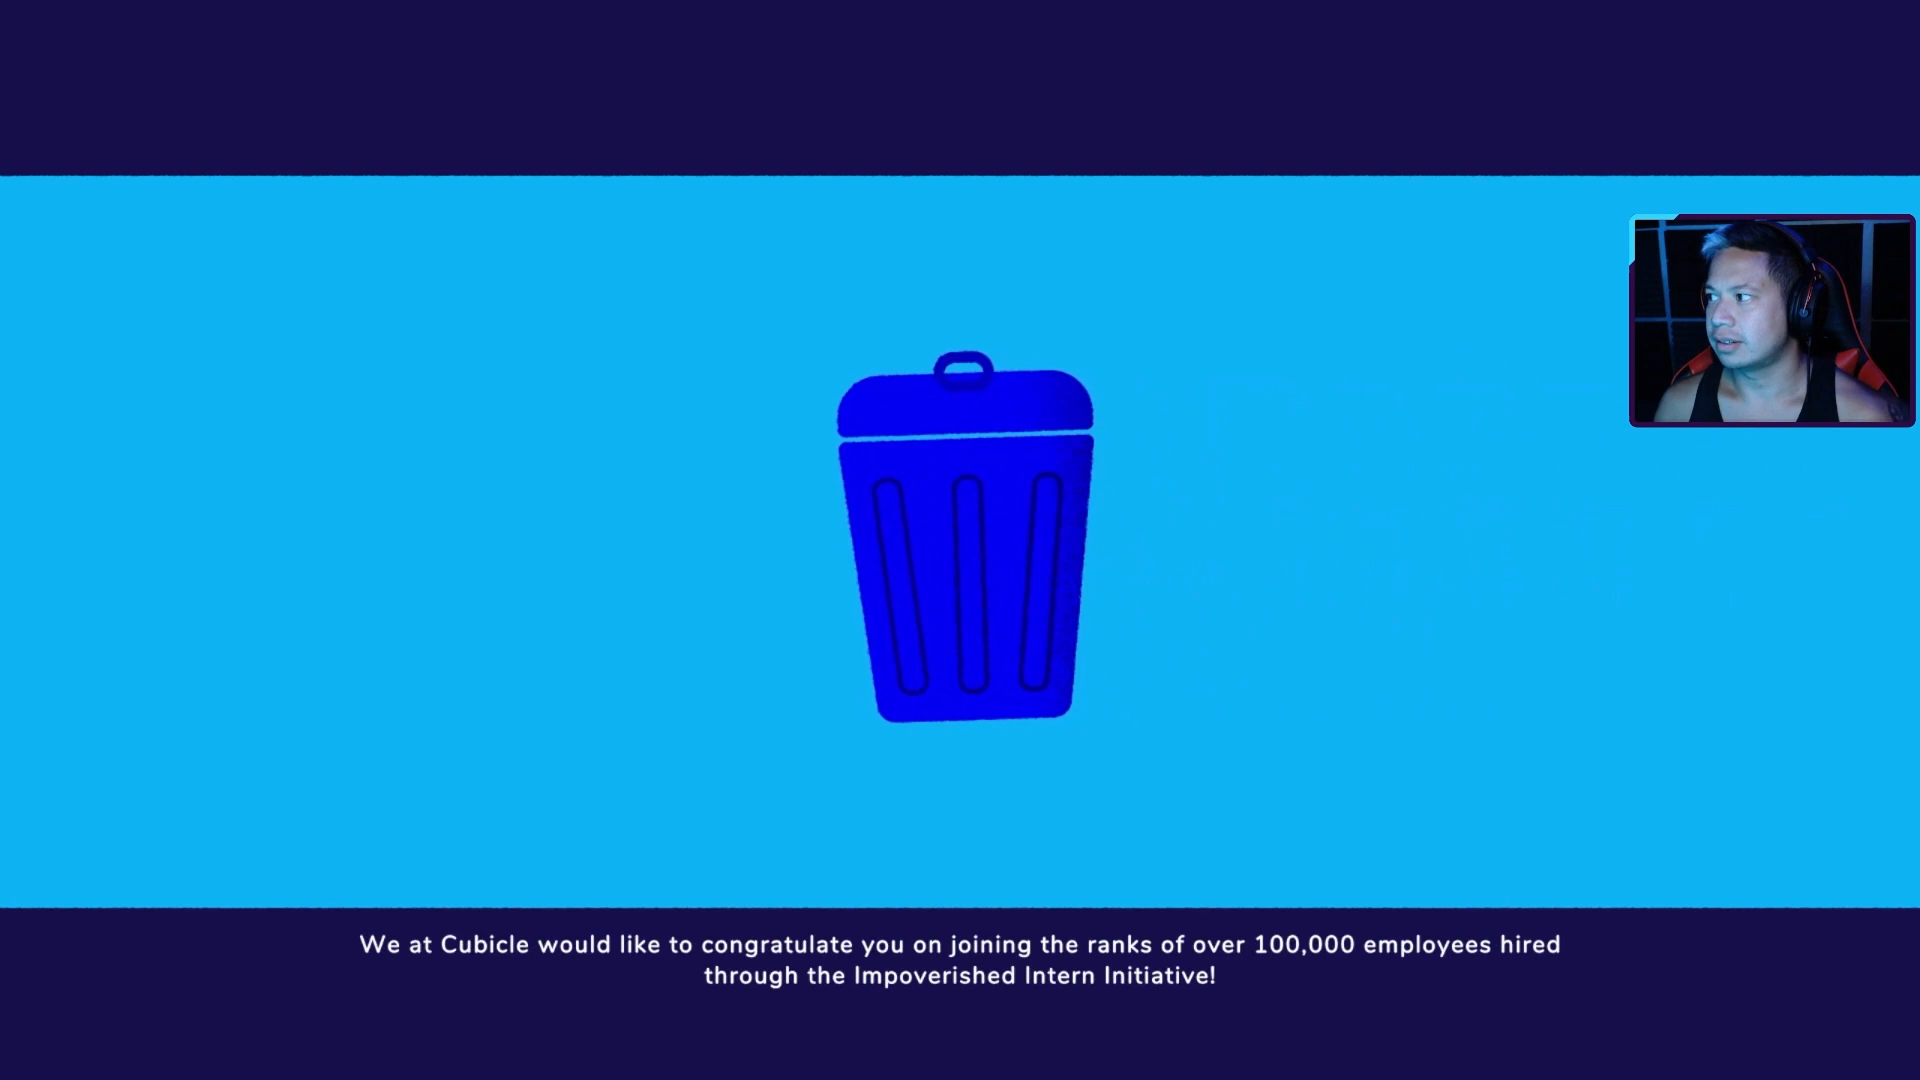 We at Cubicle would like to congratulate you on joining the ranks of over 100,000 employees hired
through the Impoverished Intern Initiative!